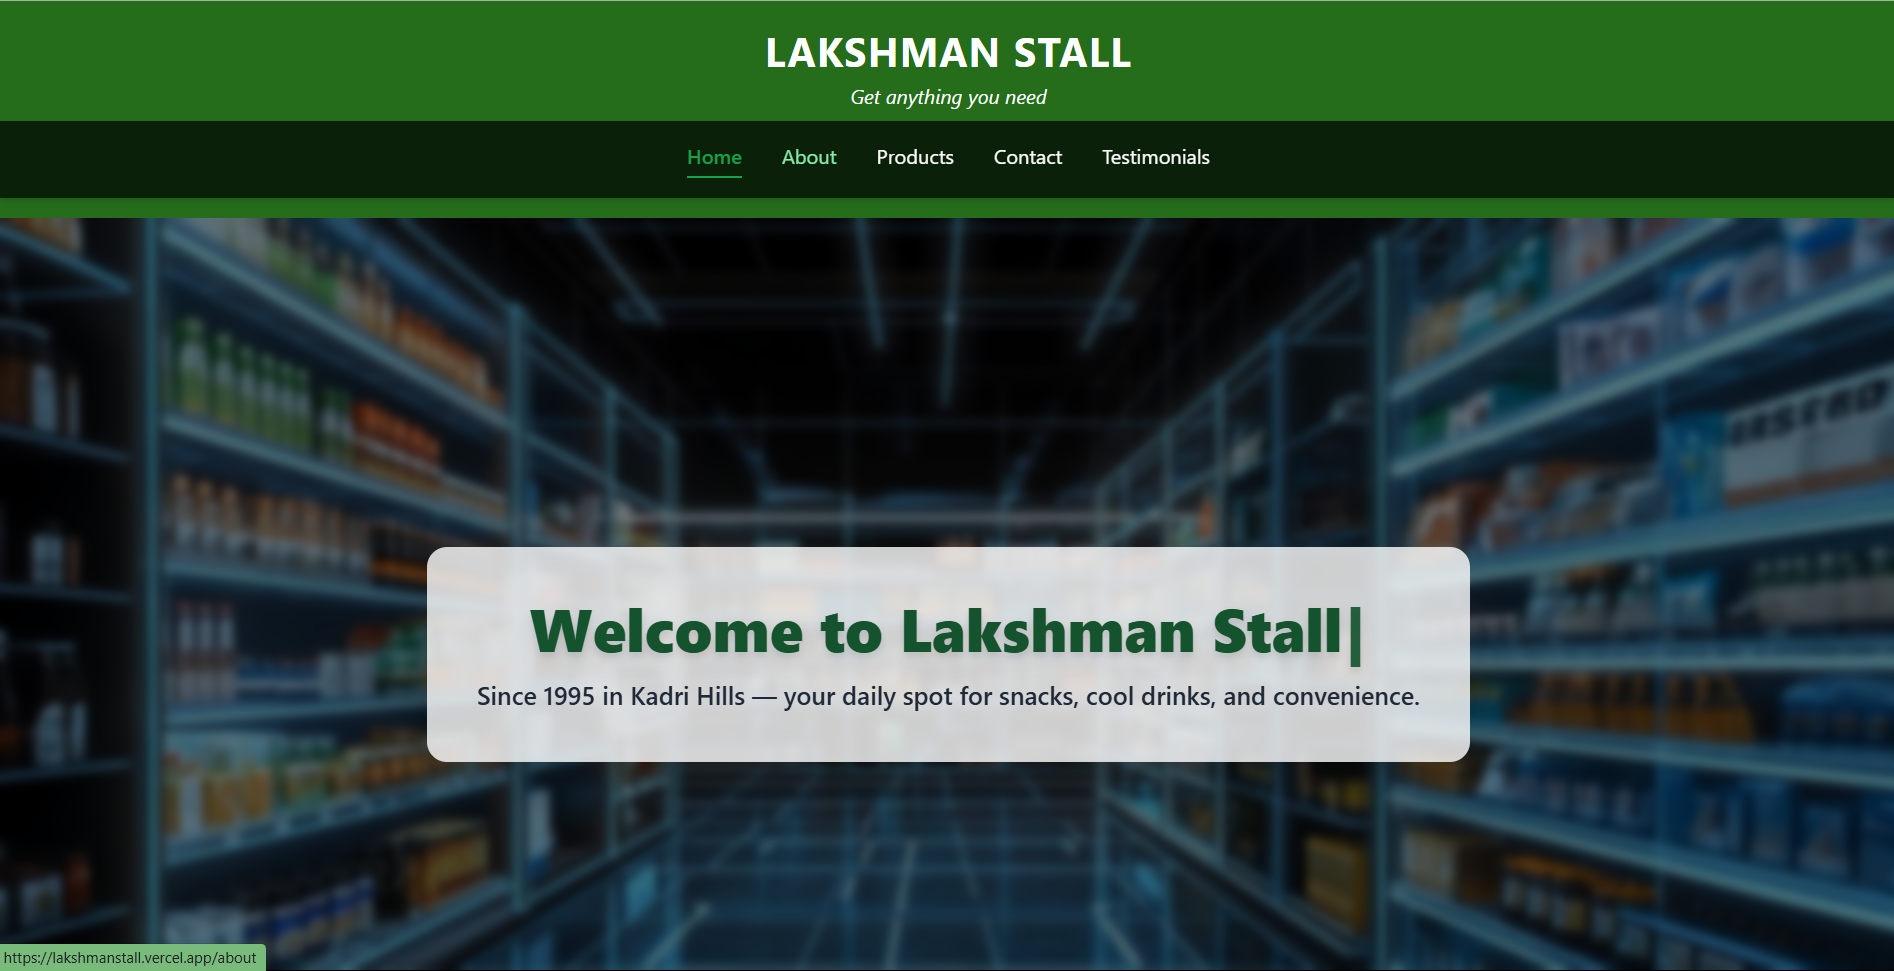 LAKSHMAN STALL
Get anything you need
Home About Products Contact Testimonials
Welcome to Lakshman Stall|
Since 1995 in Kadri Hills — your daily spot for snacks, cool drinks, and convenience.
https://lakshmanstall.vercel.app/about